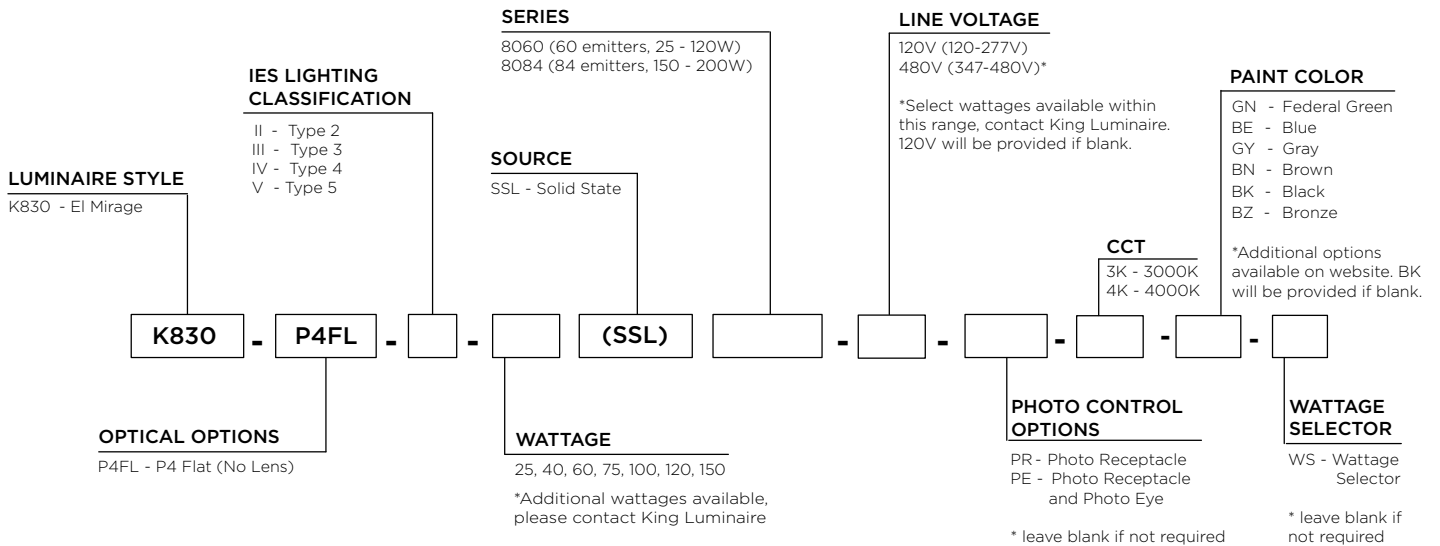 SERIES
8060 (60 emitters, 25 - 120W)
8084 (84 emitters, 150 - 200W)
LINE VOLTAGE
120V (120-277V)
480V (347-480V)*
*Select wattages available within
this range, contact King Luminaire.
120V will be provided if blank.
IES LIGHTING
CLASSIFICATION
II - Type 2
III - Type 3
IV - Type 4
V - Type 5
PAINT COLOR
GN - Federal Green
BE - Blue
GY - Gray
BN - Brown
BK - Black
BZ - Bronze
*Additional options
available on website. BK
will be provided if blank.
SOURCE
SSL - Solid State
LUMINAIRE STYLE
K830 - El Mirage
CCT
3K - 3000K
4K - 4000K
K830 - P4FL - - (SSL) - - - - -
OPTICAL OPTIONS
P4FL - P4 Flat (No Lens)
WATTAGE
25, 40, 60, 75, 100, 120, 150
*Additional wattages available,
please contact King Luminaire
PHOTO CONTROL
OPTIONS
PR - Photo Receptacle
PE - Photo Receptacle
and Photo Eye
* leave blank if not required
WATTAGE
SELECTOR
WS - Wattage
Selector
* leave blank if
not required